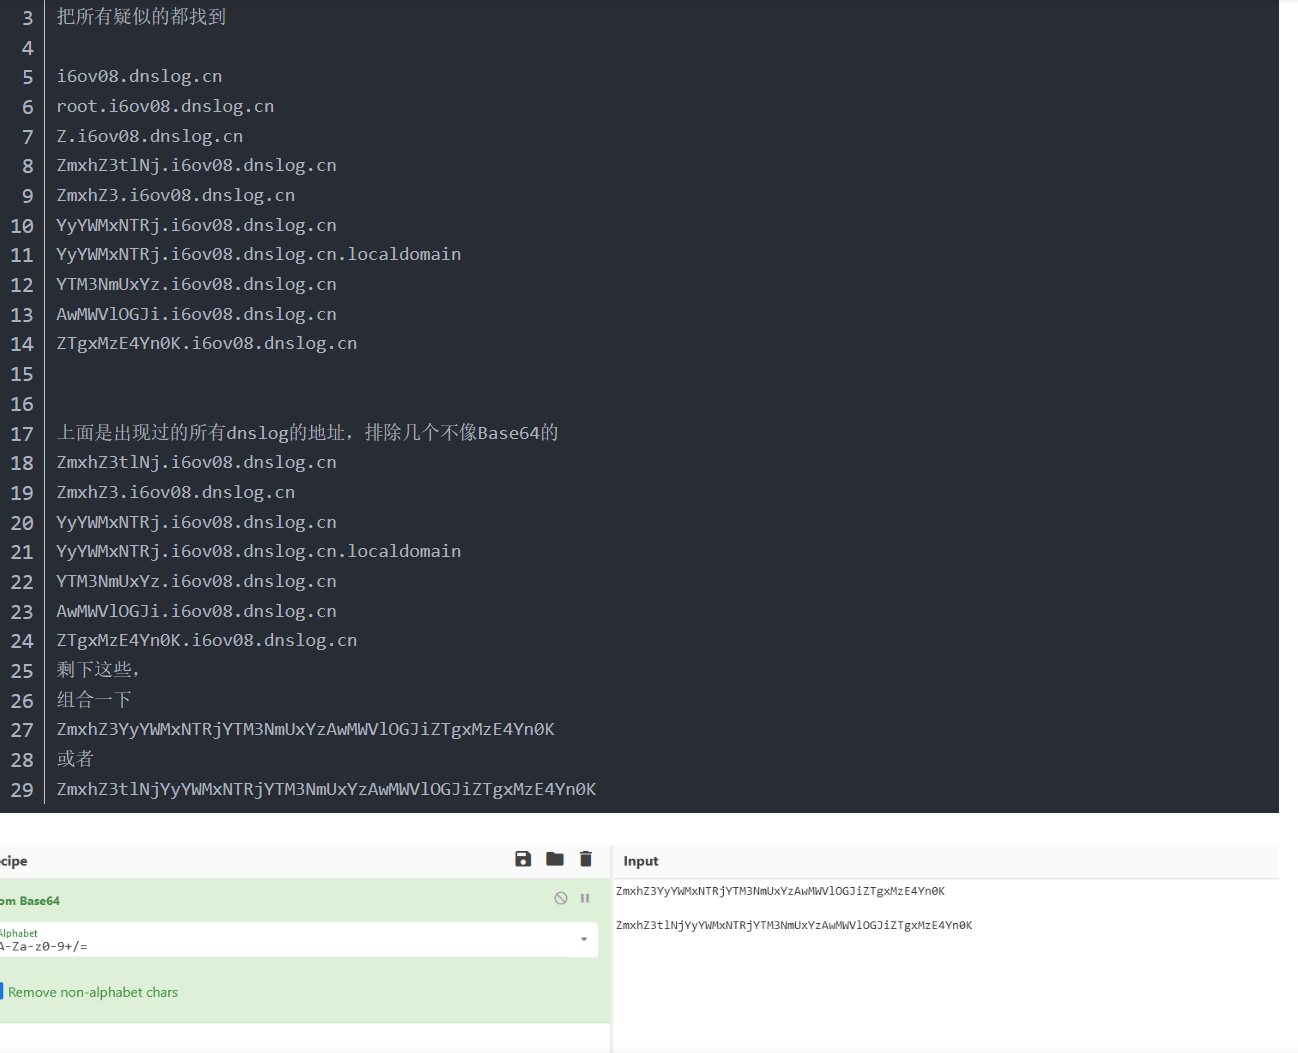 3 把所有疑似的都找到
4
5 i6ov08.dnslog.cn
6 root.i6ov08.dnslog.cn
7 Z.i6ov08.dnslog.cn
8 ZmxhZ3tlNj.i6ov08.dnslog.cn
9 ZmxhZ3.i6ov08.dnslog.cn
10 YyYWMxNTRj.i6ov08.dnslog.cn
11 YyYWMxNTRj.i6ov08.dnslog.cn.localdomain
12 YTM3NmUxYz.i6ov08.dnslog.cn
13 AwMWVlOGJi.i6ov08.dnslog.cn
14 ZTgxMzE4Yn0K.i6ov08.dnslog.cn
15
16
17 上面是出现过的所有dnslog的地址，排除几个不像Base64的
18 ZmxhZ3tlNj.i6ov08.dnslog.cn
19 ZmxhZ3.i6ov08.dnslog.cn
20 YyYWMxNTRj.i6ov08.dnslog.cn
21 YyYWMxNTRj.i6ov08.dnslog.cn.localdomain
22 YTM3NmUxYz.i6ov08.dnslog.cn
23 AwMWVlOGJi.i6ov08.dnslog.cn
24 ZTgxMzE4Yn0K.i6ov08.dnslog.cn
25 剩下这些，
26 组合一下
27 ZmxhZ3YyYWMxNTRjYTM3NmUxYzAwMWVlOGJiZTgxMzE4Yn0K
28 或者
29 ZmxhZ3tlNjYyYWMxNTRjYTM3NmUxYzAwMWVlOGJiZTgxMzE4Yn0K
cipe
om Base64
Alphabet
A-Za-z0-9+/=
Remove non-alphabet chars
Input
ZmxhZ3YyYWMxNTRjYTM3NmUxYzAwMWVlOGJiZTgxMzE4Yn0K
ZmxhZ3tlNjYyYWMxNTRjYTM3NmUxYzAwMWVlOGJiZTgxMzE4Yn0K